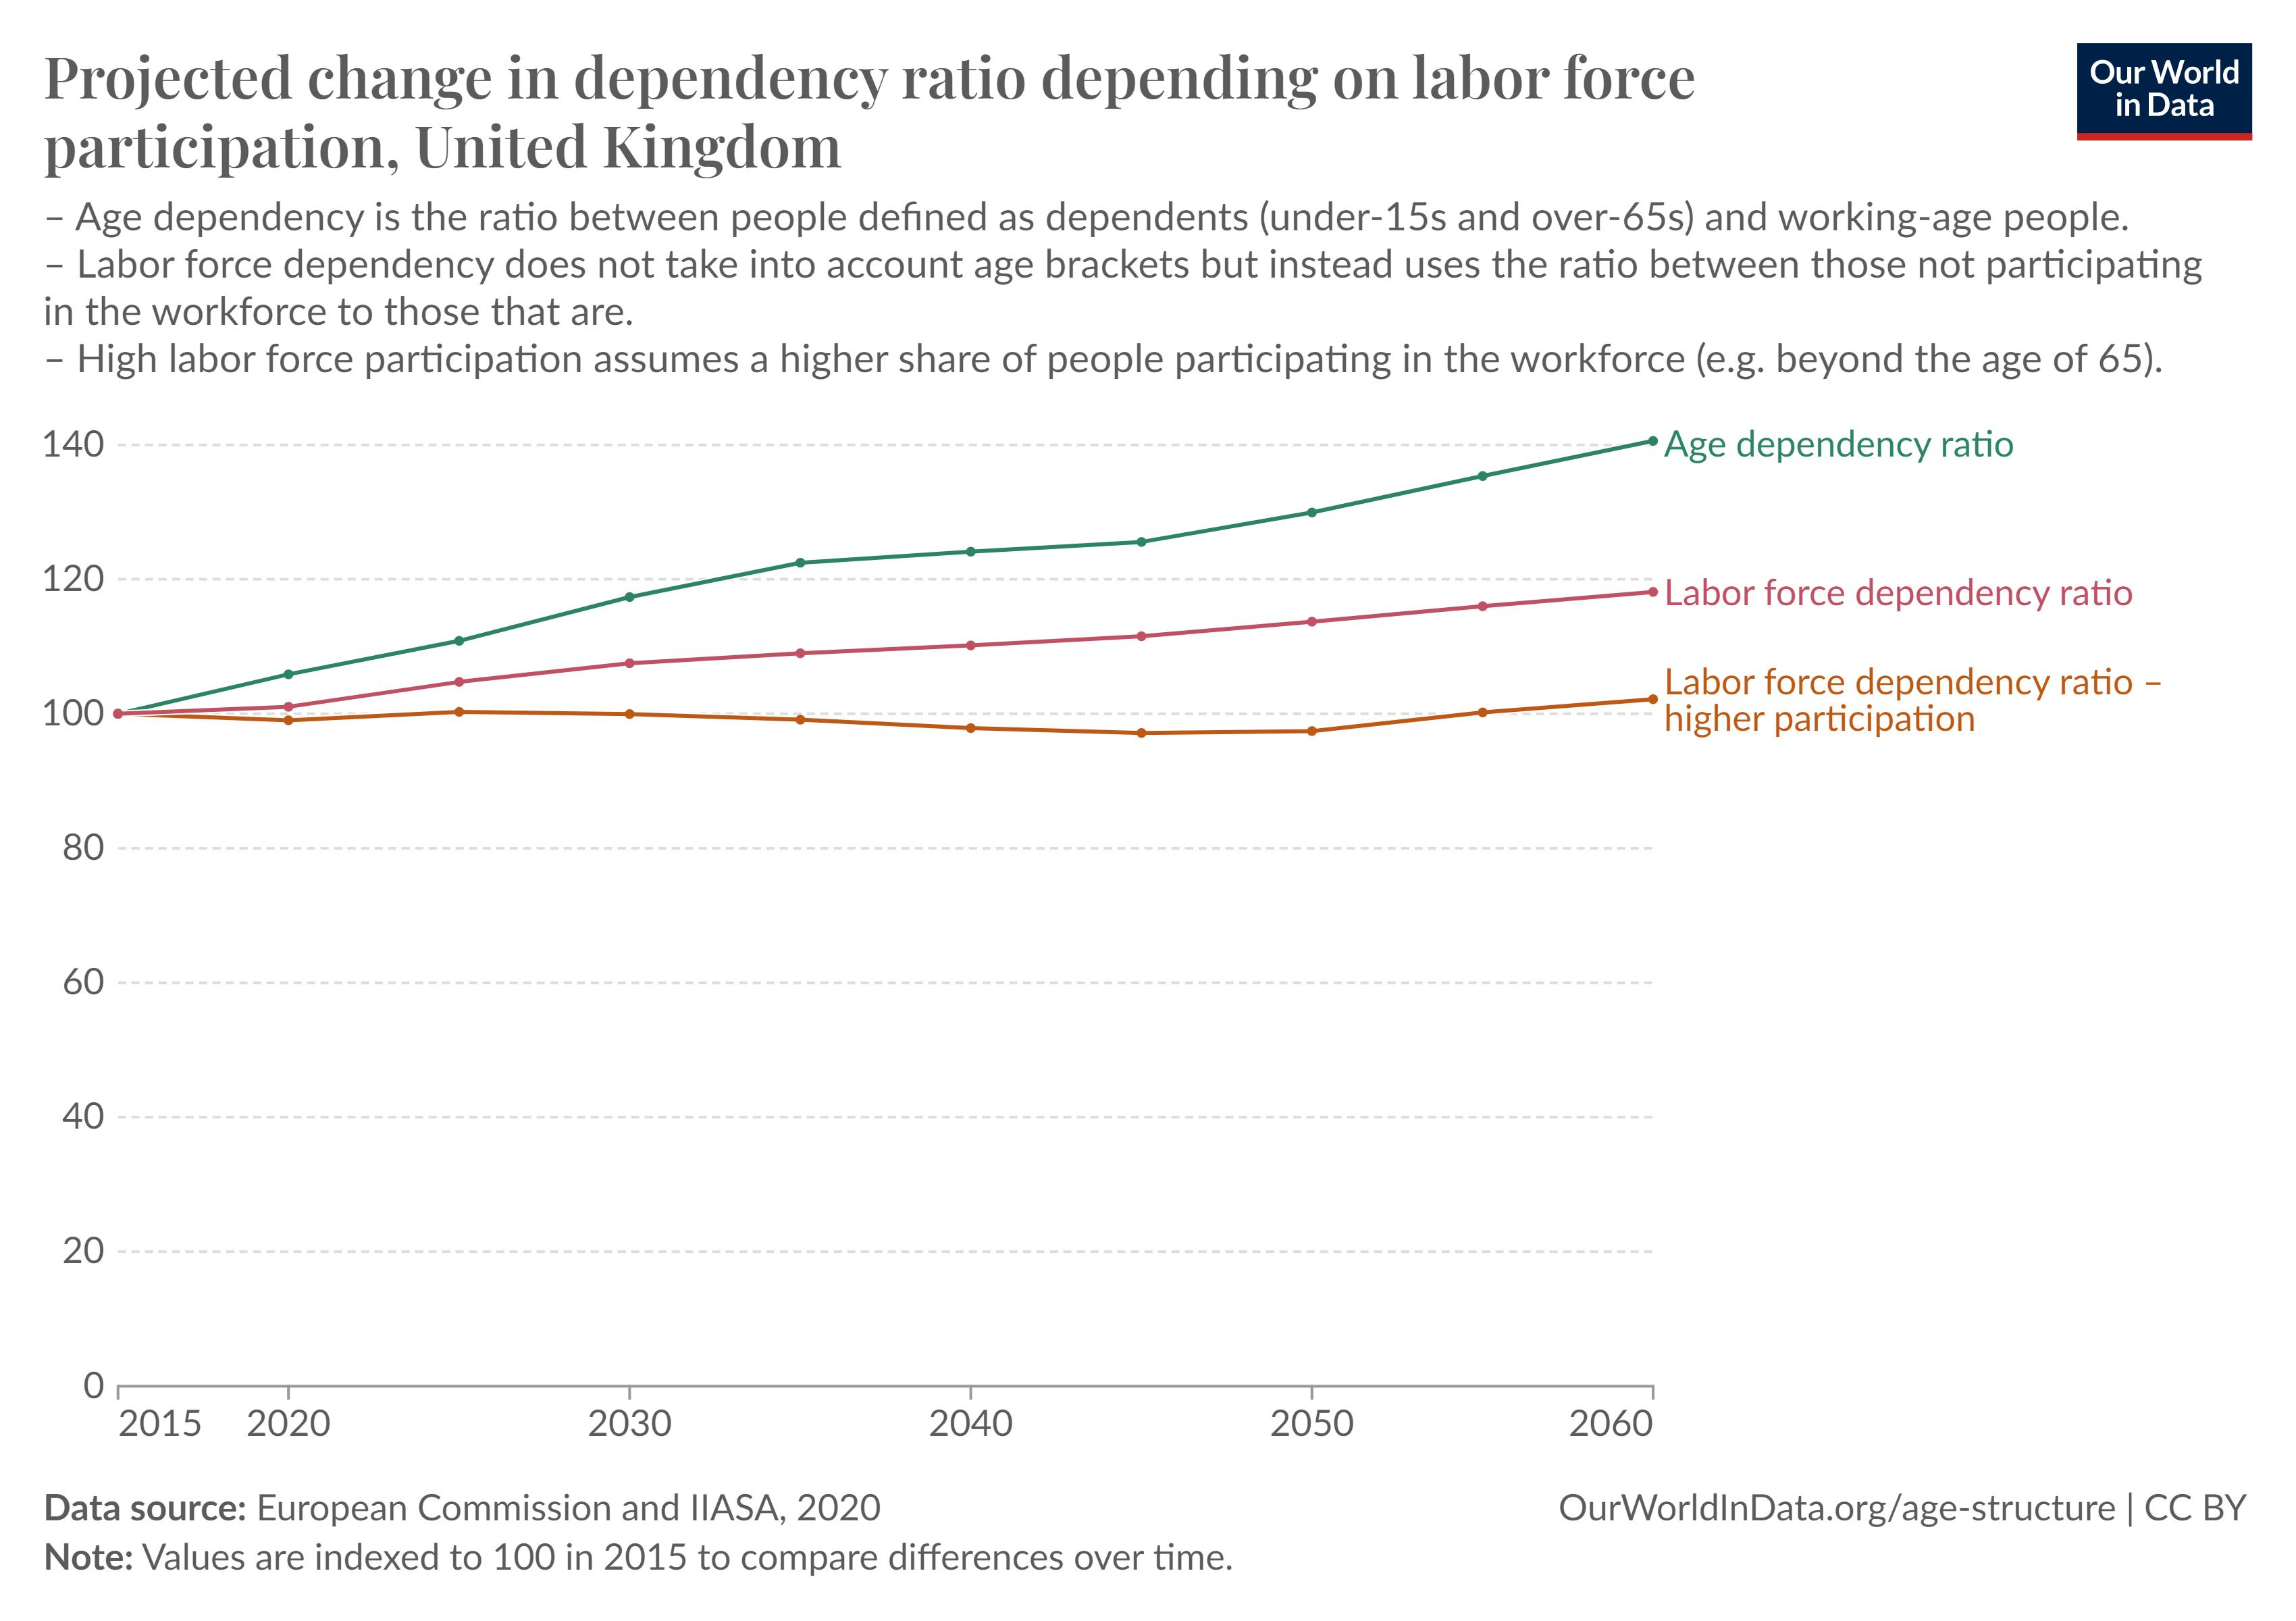 Projected change in dependency ratio depending on labor force
participation, United Kingdom
Our World
in Data
– Age dependency is the ratio between people defined as dependents (under-15s and over-65s) and working-age people.
– Labor force dependency does not take into account age brackets but instead uses the ratio between those not participating
in the workforce to those that are.
– High labor force participation assumes a higher share of people participating in the workforce (e.g. beyond the age of 65).
140
Age dependency ratio
120
Labor force dependency ratio
Labor force dependency ratio –
higher participation
100
80
60
40
20
0
2015 2020 2030 2040 2050 2060
Data source: European Commission and IIASA, 2020
OurWorldInData.org/age-structure | CC BY
Note: Values are indexed to 100 in 2015 to compare differences over time.